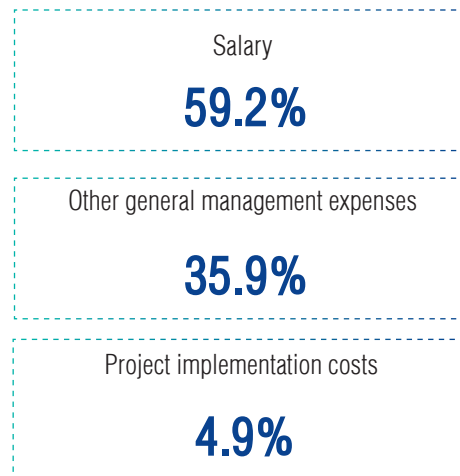 Salary
59.2%
Other general management expenses
35.9%
Project implementation costs
4.9%